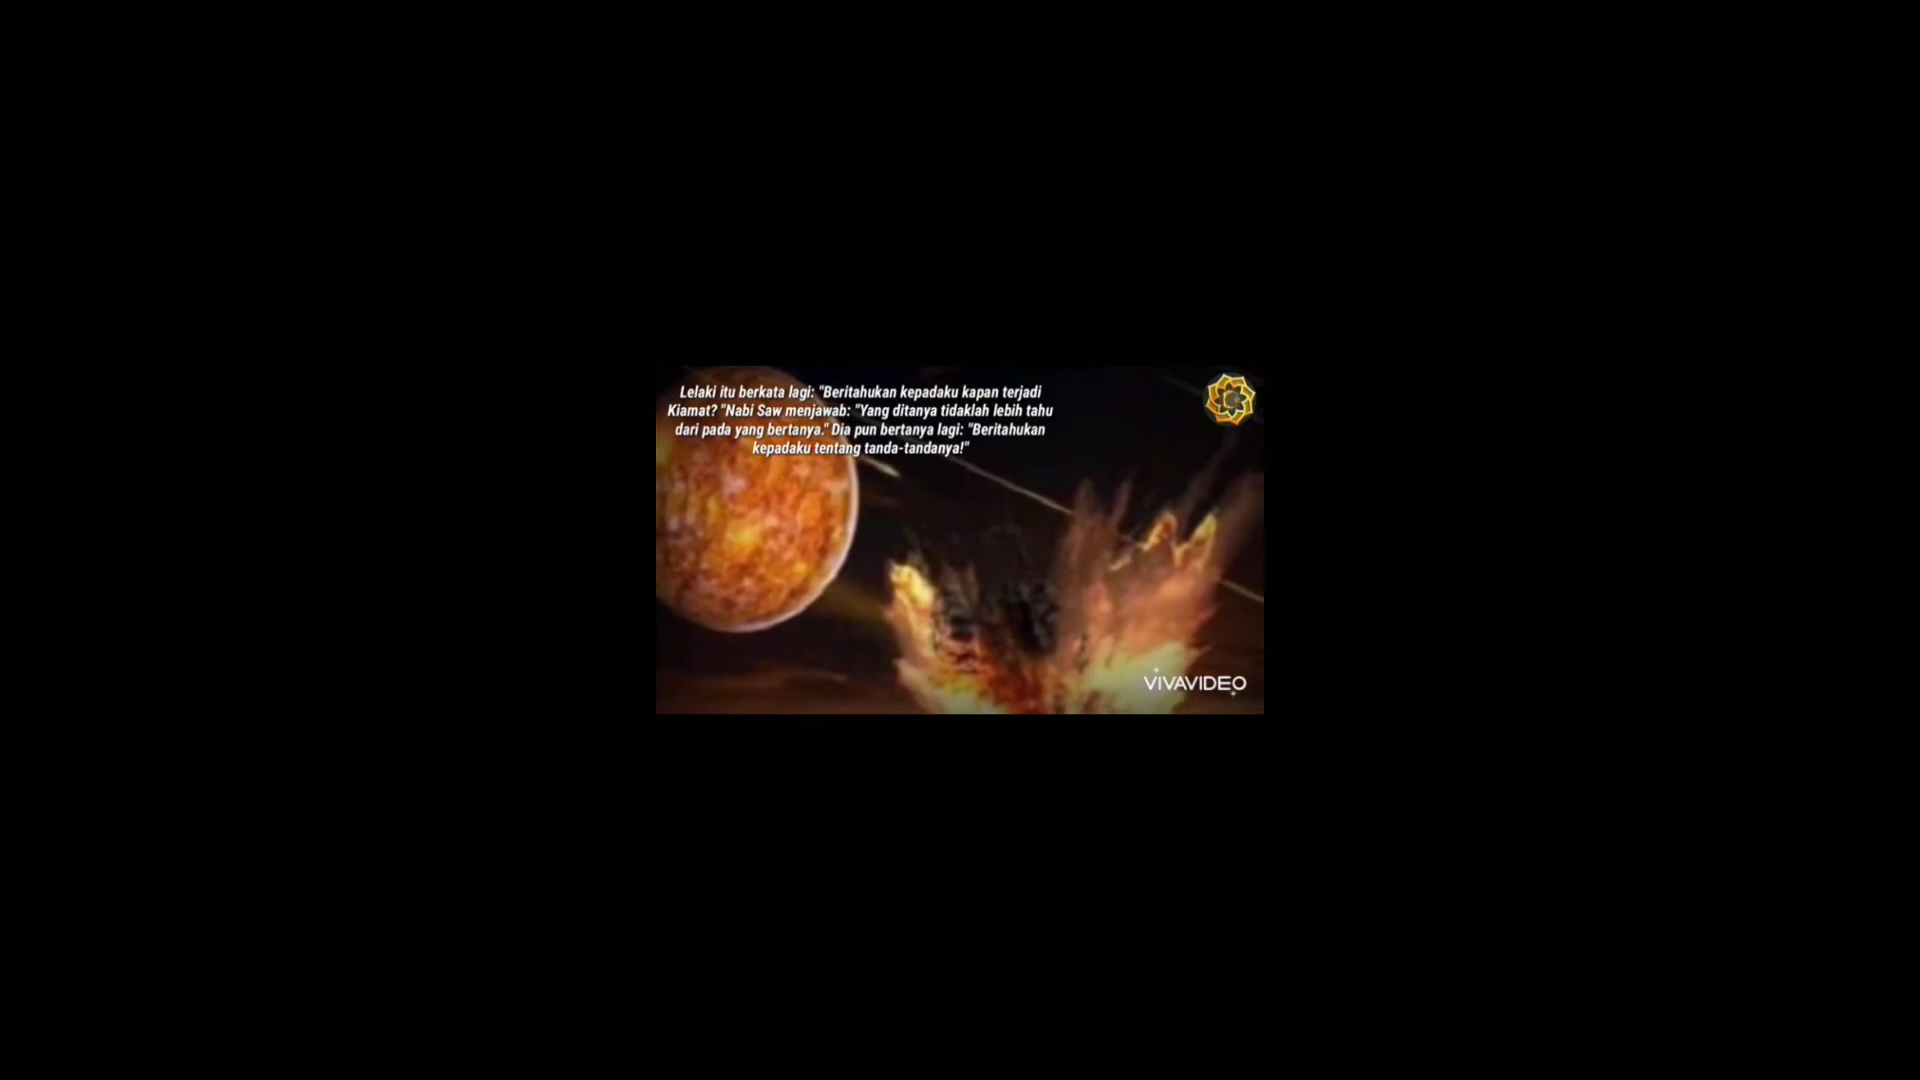 Lelaki itu berkata lagi: "Beritahukan kepadaku kapan terjadi
Kiamat? "Nabi Saw menjawab: "Yang ditanya tidaklah lebih tahu
dari pada yang bertanya." Dia pun bertanya lagi: "Beritahukan
kepadaku tentang tanda-tandanya!"
VIVAVIDEO